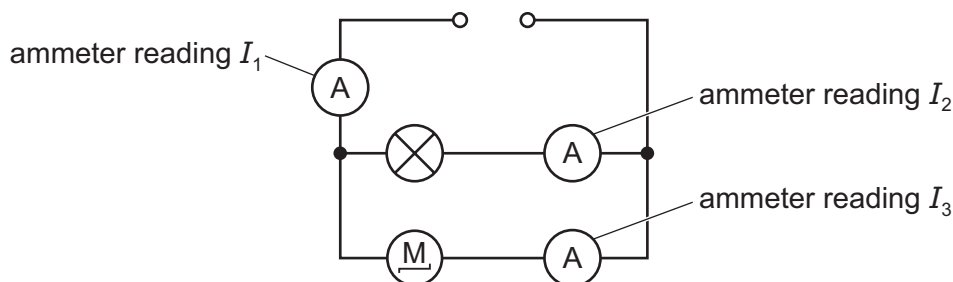 ammeter reading I₁
A
ammeter reading I₂
A
ammeter reading I₃
M
A